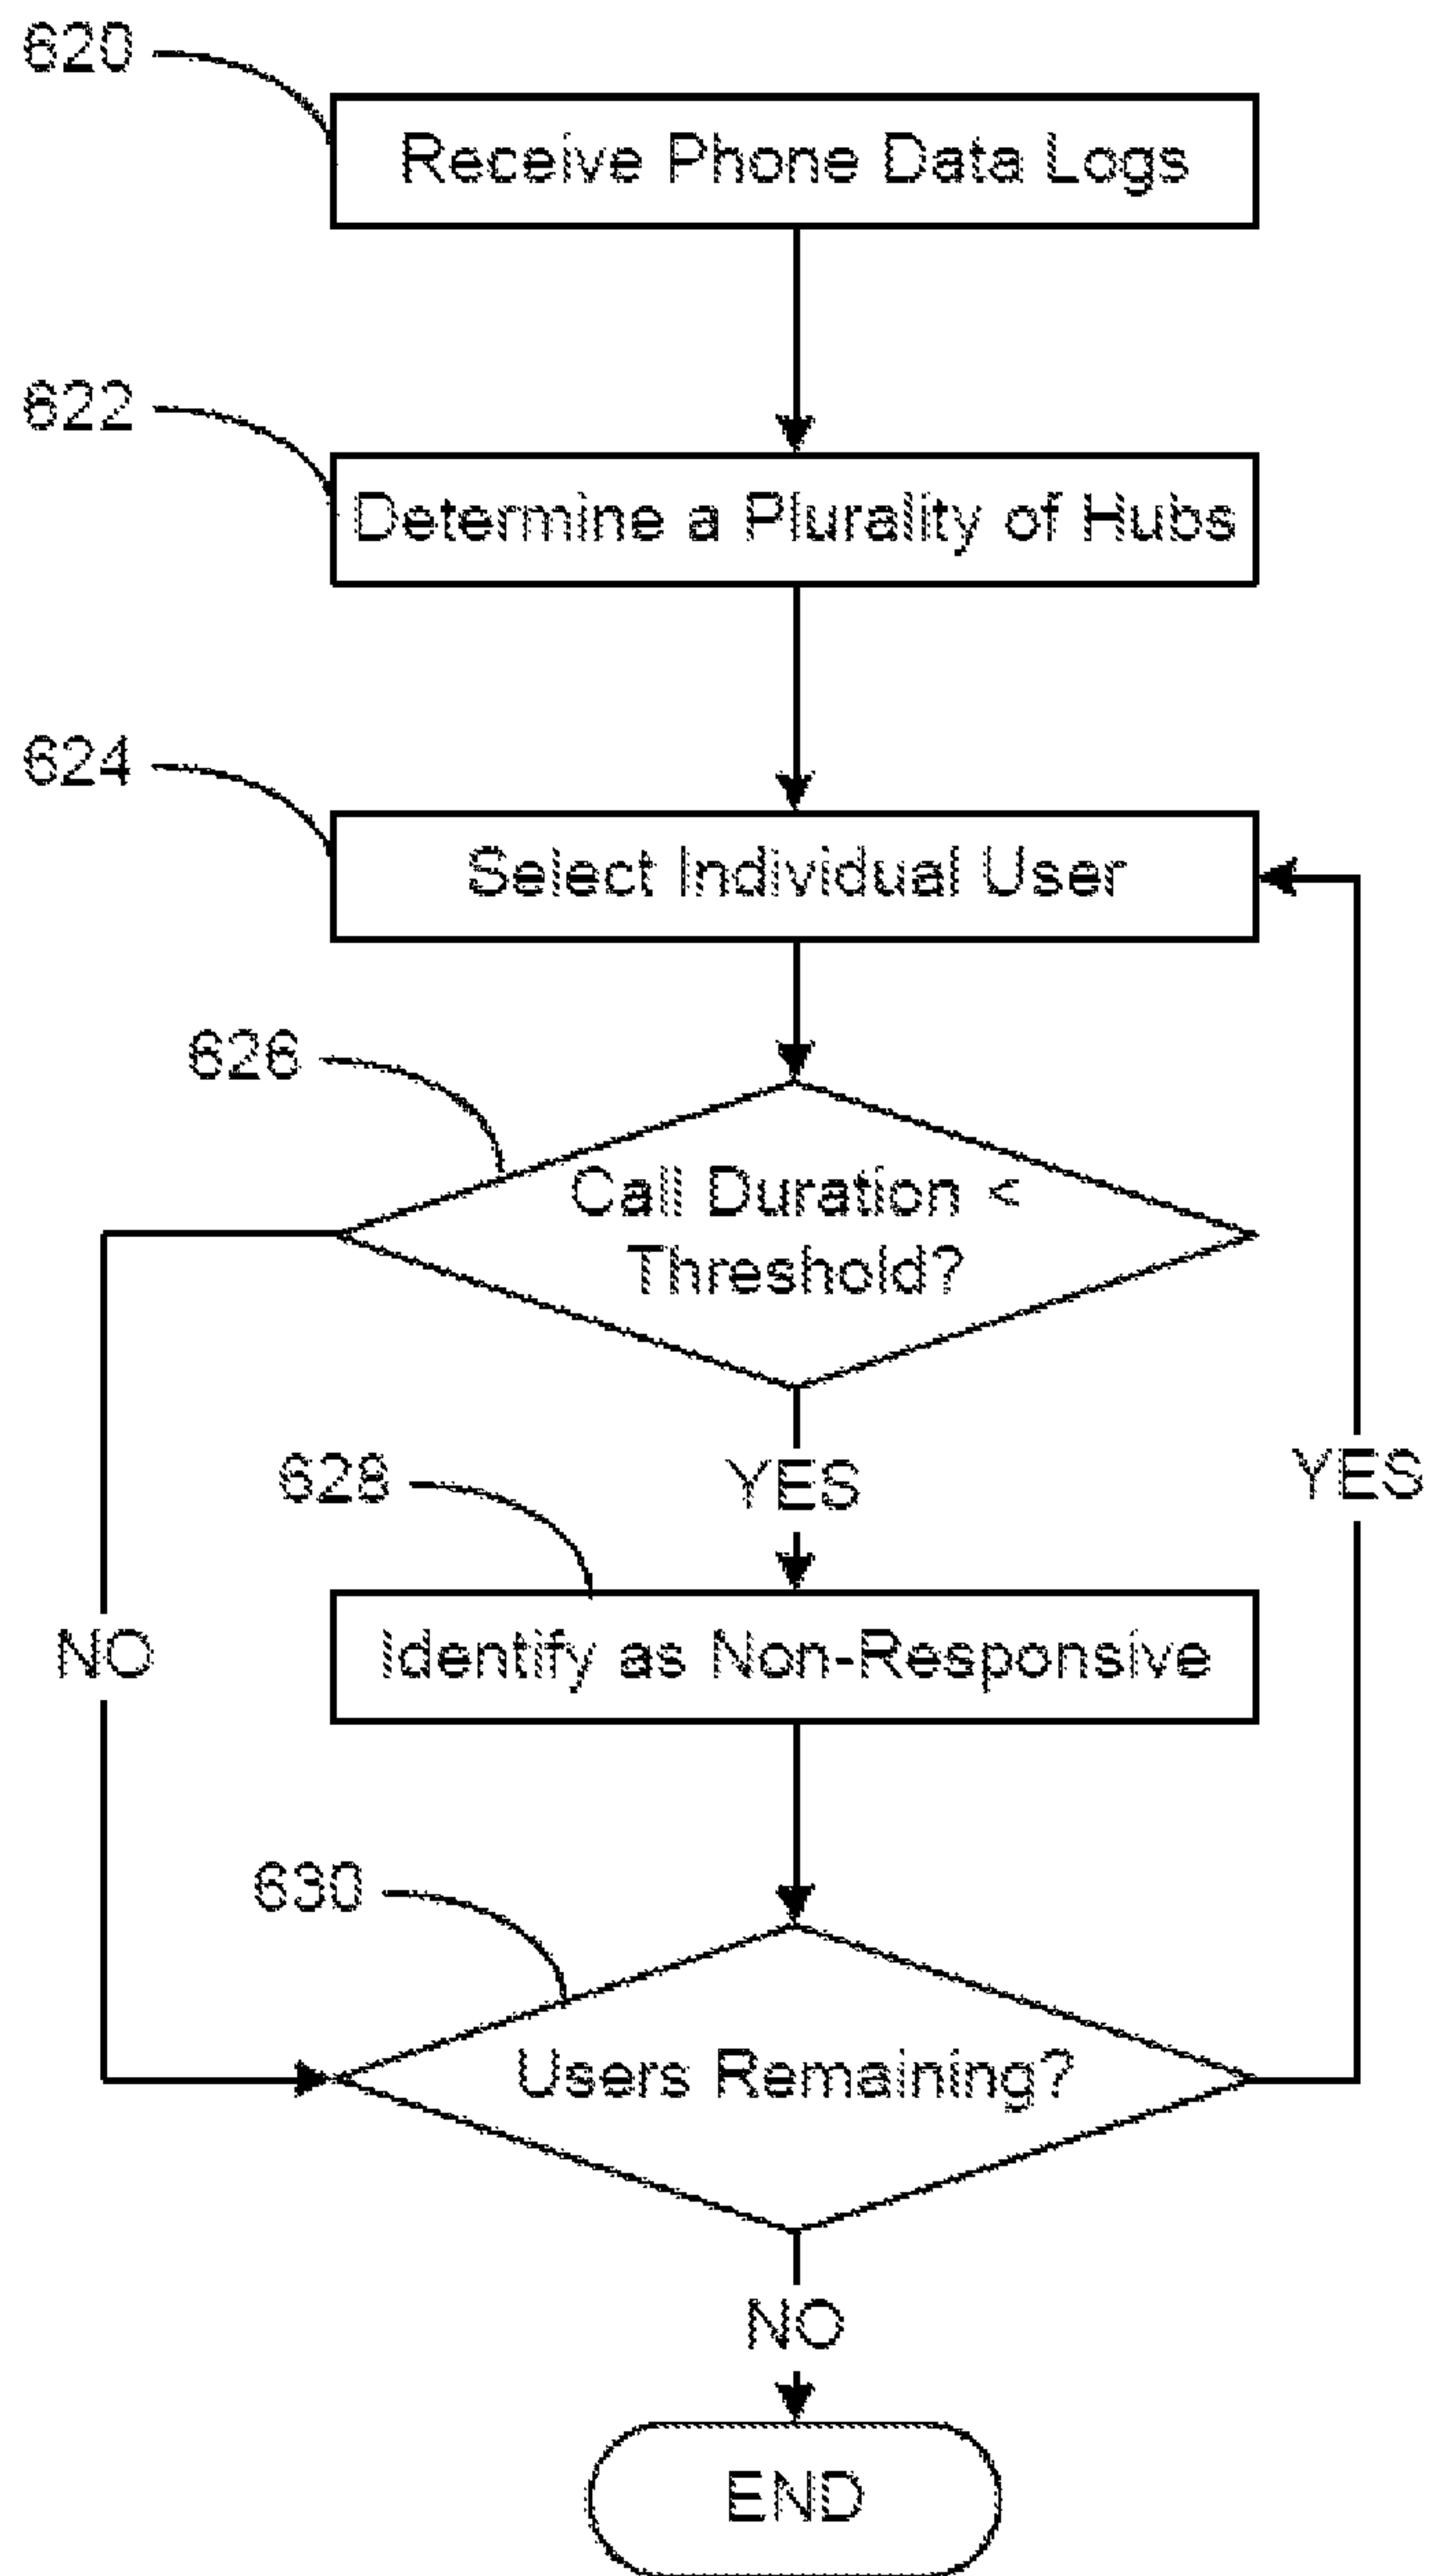 620
Receive Phone Data Logs
622
Determine a Plurality of Hubs
624
Select Individual User
626
Call Duration <
Threshold?
628
YES
YES
Identify as Non-Responsive
NO
630
Users Remaining?
NO
END